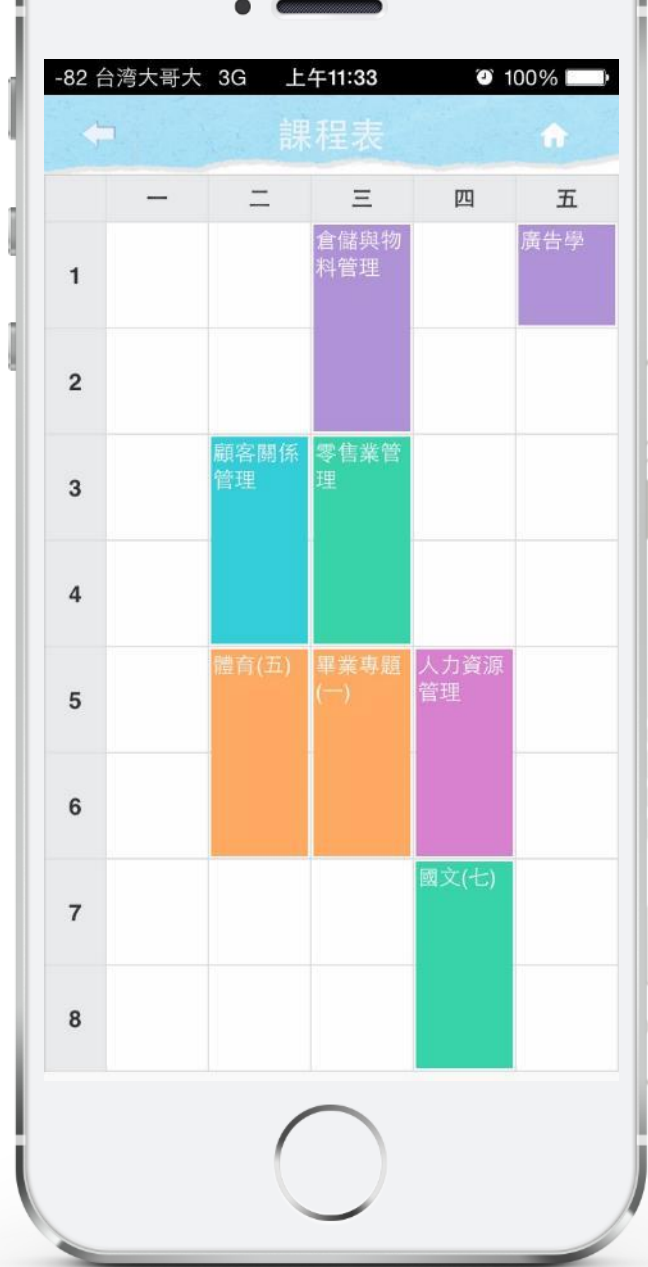 -82 台湾大哥大 3G 上午11:33 100%
課程表
一 二 三 四 五
1
倉儲與物
料管理
廣告學
2
3
顧客關係
管理
零售業管
理
4
5
體育(五)
畢業專題
(一)
人力資源
管理
6
7
國文(七)
8